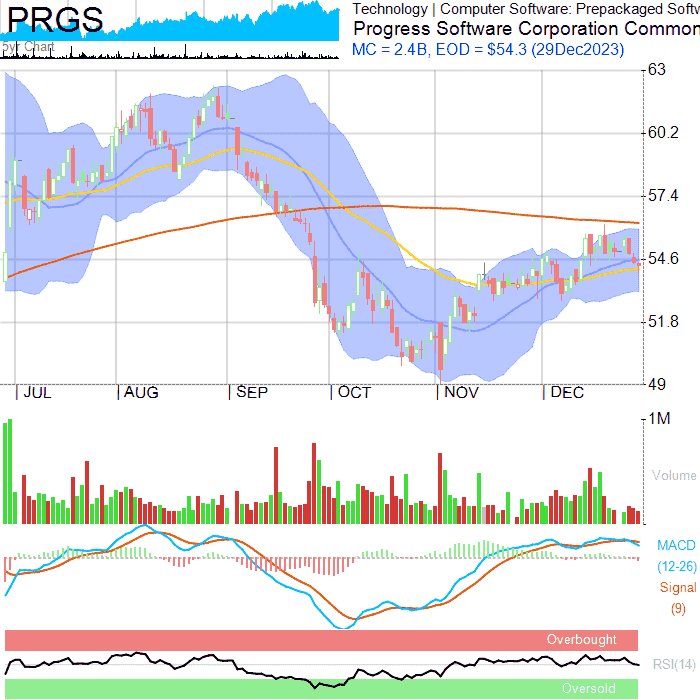 PRGS
Technology | Computer Software: Prepackaged Softw
Progress Software Corporation Common
5yr Chart
MC = 2.4B, EOD = $54.3 (29Dec2023)
63
60.2
57.4
54.6
51.8
49
| JUL | AUG | SEP | OCT | NOV | DEC
1M
Volume
MACD
(12-26)
Signal
(9)
Overbought
RSI(14)
Oversold